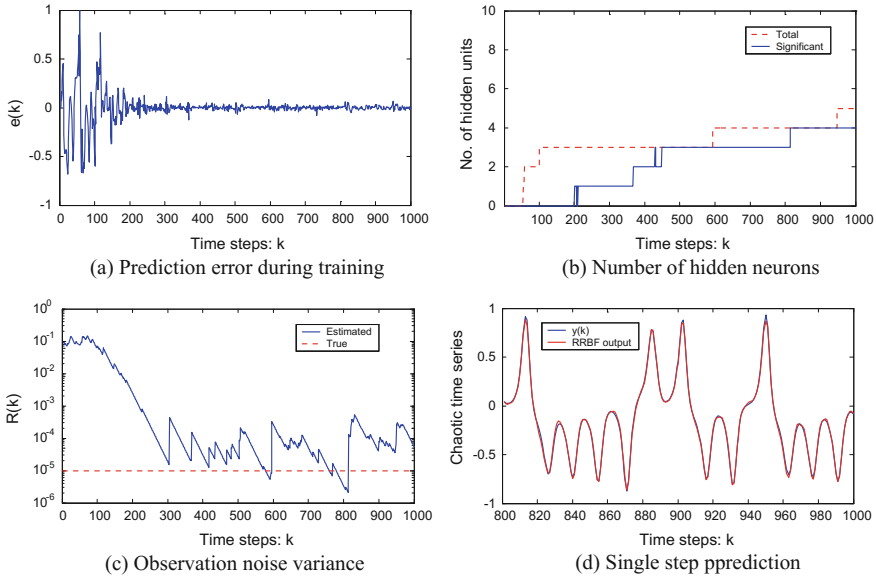 1
0.5
0
-0.5
-1
e(k)
0 100 200 300 400 500 600 700 800 900 1000
Time steps: k
(a) Prediction error during training
10
8
6
4
2
0
No. of hidden units
Total
Significant
100 200 300 400 500 600 700 800 900 1000
Time steps: k
(b) Number of hidden neurons
10^0
10^-1
10^-2
10^-3
10^-4
10^-5
10^-6
R(k)
Estimated
True
0 100 200 300 400 500 600 700 800 900 1000
Time steps: k
(c) Observation noise variance
1
0.5
0
-0.5
-1
Chaotic time series
y(k)
RRBF output
800 820 840 860 880 900 920 940 960 980 1000
Time steps: k
(d) Single step pprediction